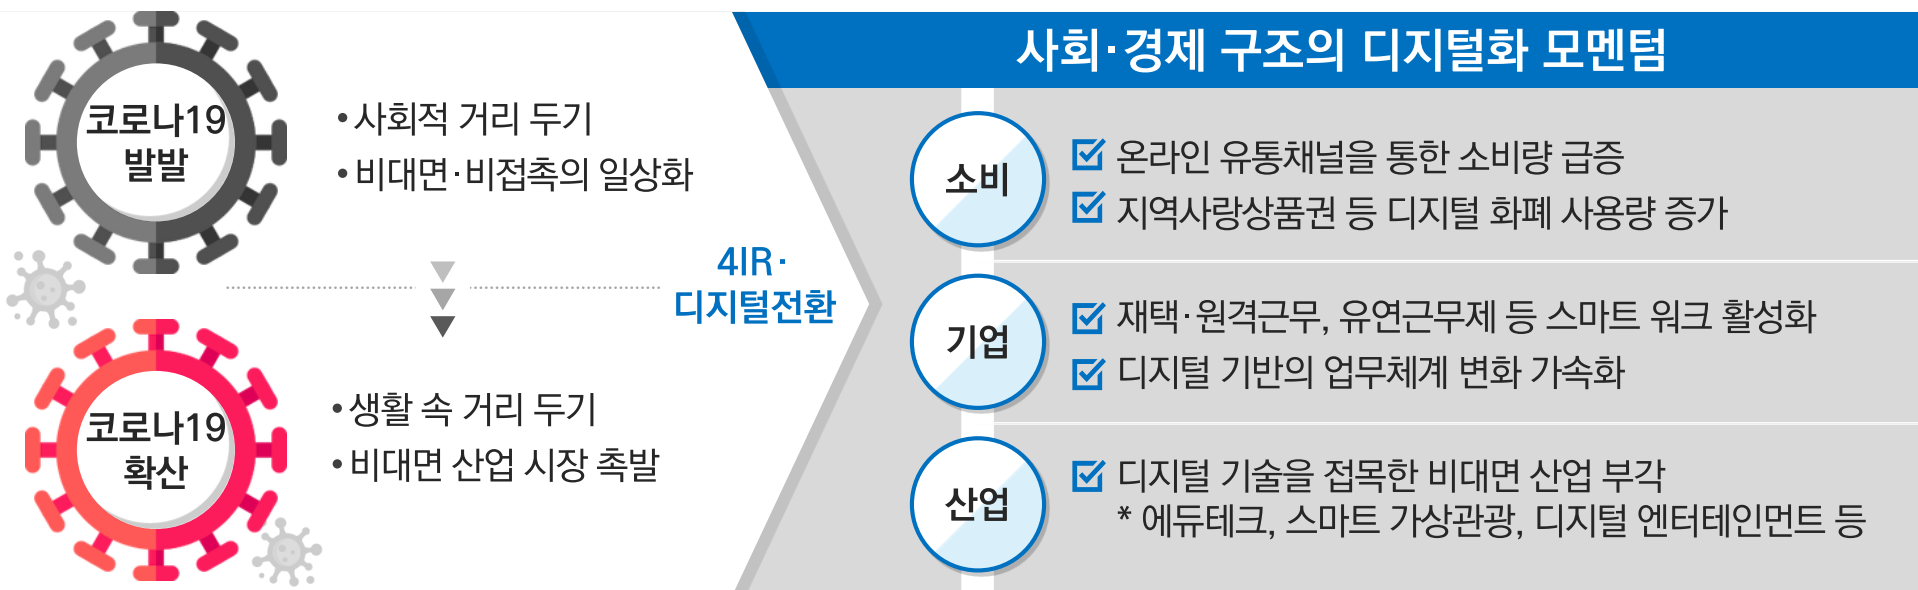 코로나19
발발
• 사회적 거리 두기
• 비대면·비접촉의 일상화
코로나19
확산
• 생활 속 거리 두기
• 비대면 산업 시장 촉발
4IR·
디지털전환
사회·경제 구조의 디지털화 모멘텀
소비
온라인 유통채널을 통한 소비량 급증
지역사랑상품권 등 디지털 화폐 사용량 증가
기업
재택·원격근무, 유연근무제 등 스마트 워크 활성화
디지털 기반의 업무체계 변화 가속화
산업
디지털 기술을 접목한 비대면 산업 부각
* 에듀테크, 스마트 가상관광, 디지털 엔터테인먼트 등